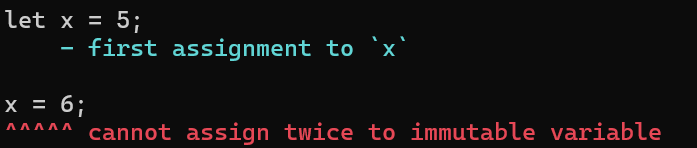 let x = 5;
    - first assignment to `x`
x = 6;
^^^^^ cannot assign twice to immutable variable